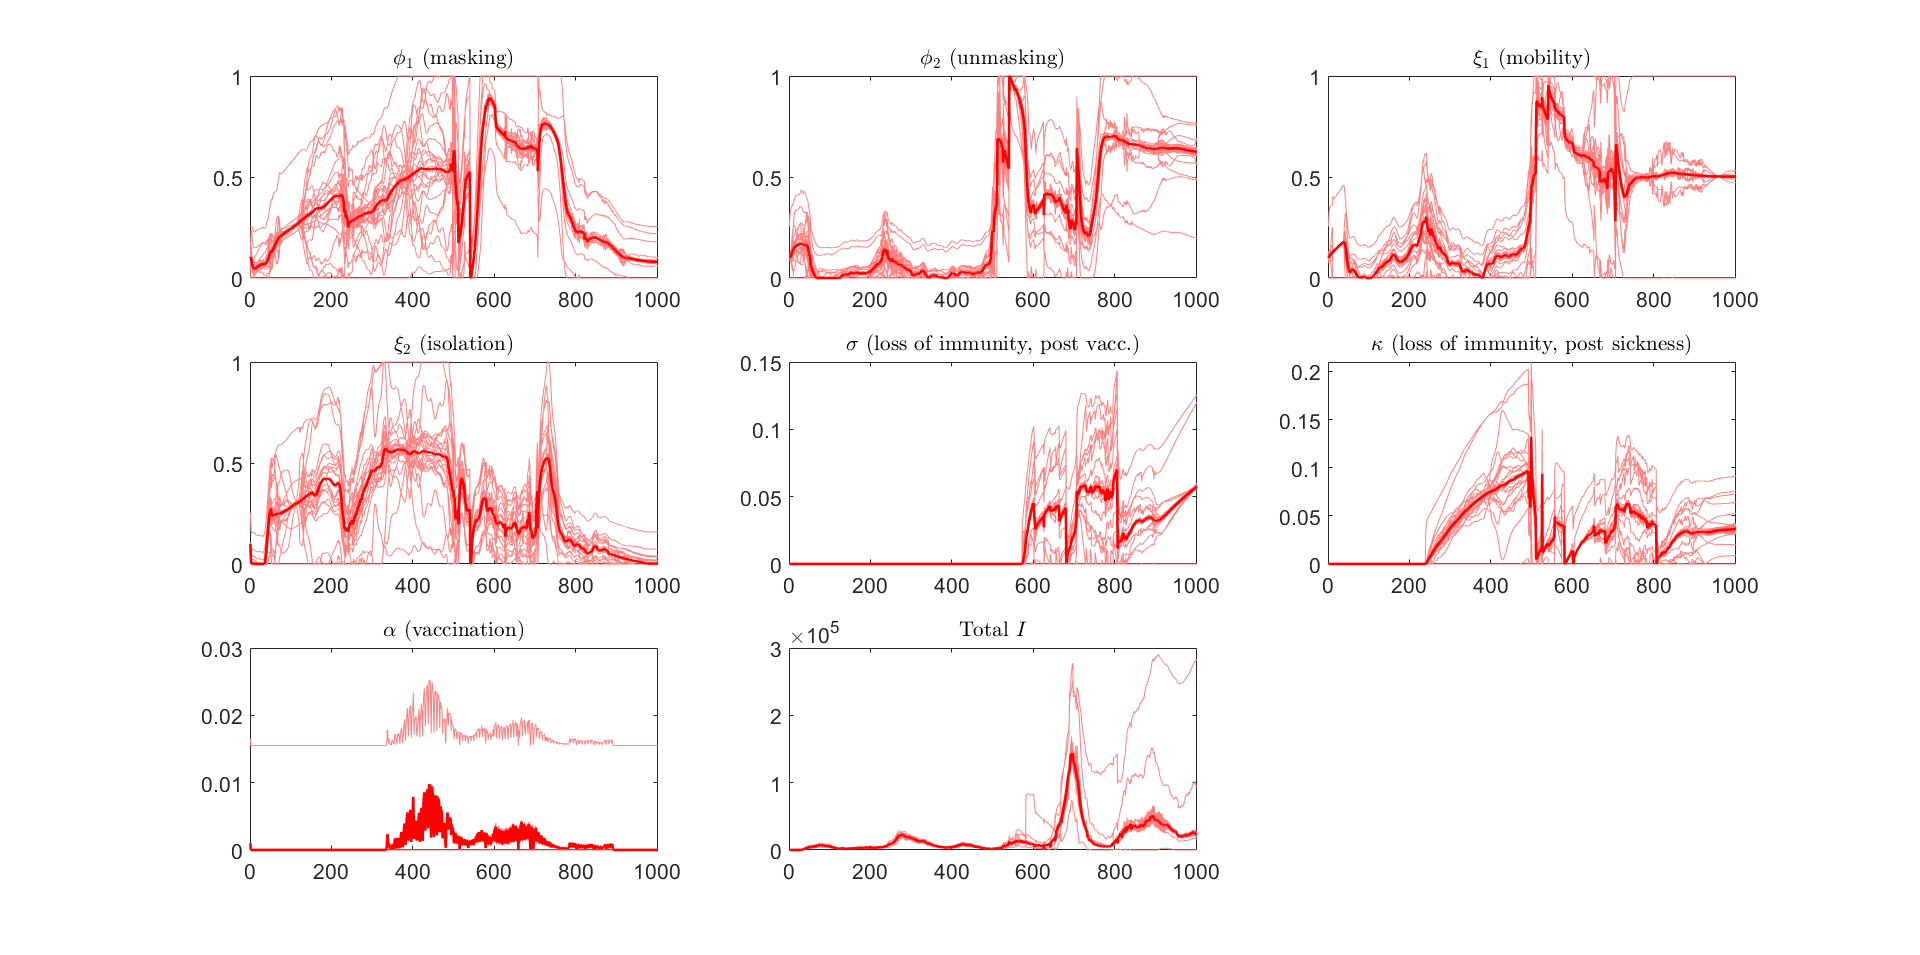 ϕ₁ (masking)
1
0.5
0
0 200 400 600 800 1000
ϕ₂ (unmasking)
1
0.5
0
0 200 400 600 800 1000
ξ₁ (mobility)
1
0.5
0
0 200 400 600 800 1000
ξ₂ (isolation)
1
0.5
0
0 200 400 600 800 1000
σ (loss of immunity, post vacc.)
0.15
0.1
0.05
0
0 200 400 600 800 1000
κ (loss of immunity, post sickness)
0.2
0.15
0.1
0.05
0
0 200 400 600 800 1000
α (vaccination)
0.03
0.02
0.01
0
0 200 400 600 800 1000
Total I
×10⁵
3
2
1
0
0 200 400 600 800 1000